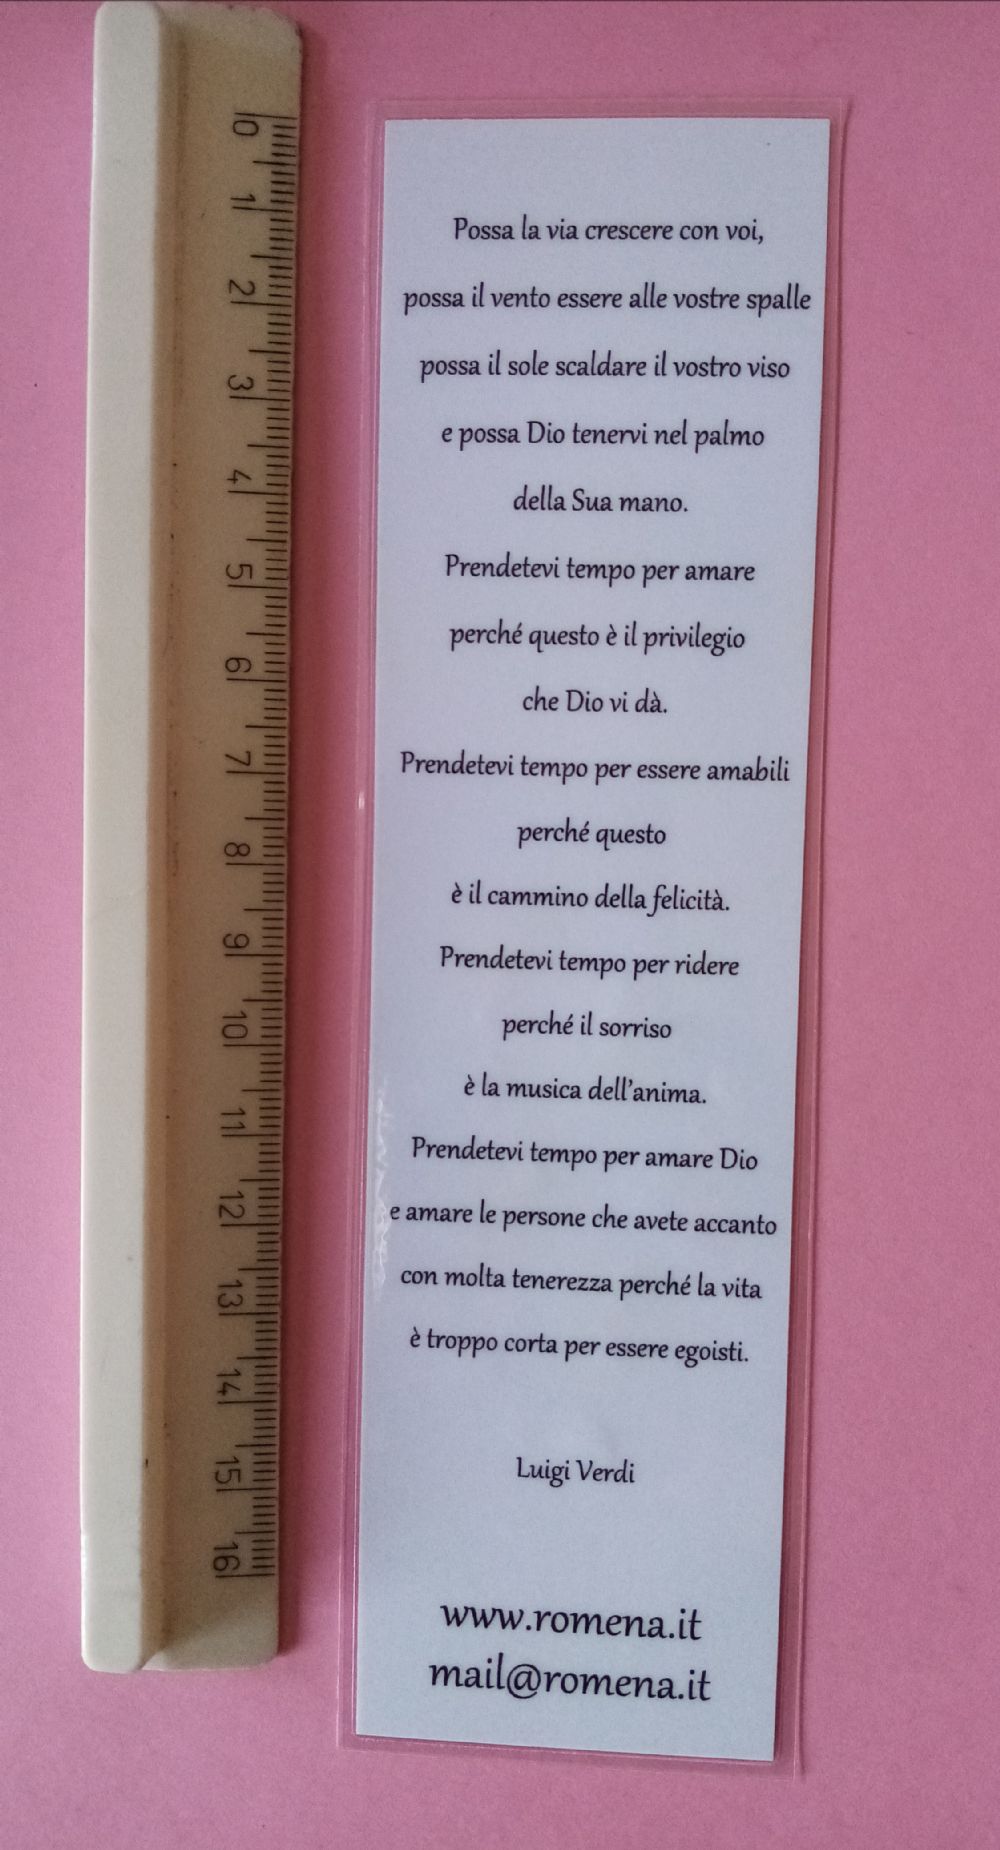 0
1
2
3
4
5
6
7
8
9
10
11
12
13
14
15
16
Possa la via crescere con voi,
possa il vento essere alle vostre spalle
possa il sole scaldare il vostro viso
e possa Dio tenervi nel palmo
della Sua mano.
Prendetevi tempo per amare
perché questo è il privilegio
che Dio vi dà.
Prendetevi tempo per essere amabili
perché questo
è il cammino della felicità.
Prendetevi tempo per ridere
perché il sorriso
è la musica dell'anima.
Prendetevi tempo per amare Dio
e amare le persone che avete accanto
con molta tenerezza perché la vita
è troppo corta per essere egoisti.
Luigi Verdi
www.romena.it
mail@romena.it